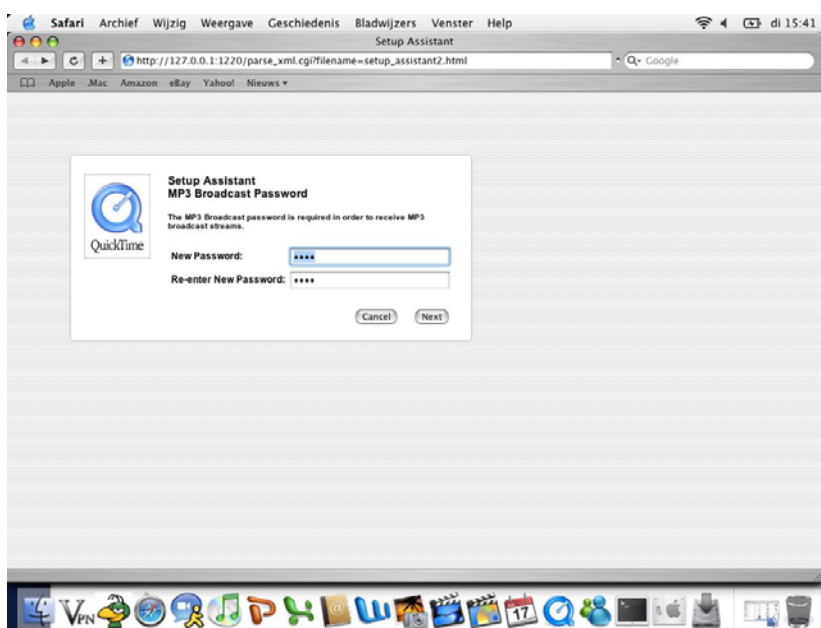 Safari Archief Wijzig Weergave Geschiedenis Bladwijzers Venster Help di 15:41
Setup Assistant
http://127.0.0.1:1220/parse_xml.cgi?filename=setup_assistant2.html Google
Apple .Mac Amazon eBay Yahoo! Nieuws
Setup Assistant
MP3 Broadcast Password
The MP3 Broadcast password is required in order to receive MP3
broadcast streams.
QuickTime
New Password: ••••
Re-enter New Password: ••••
Cancel Next
VPN 17